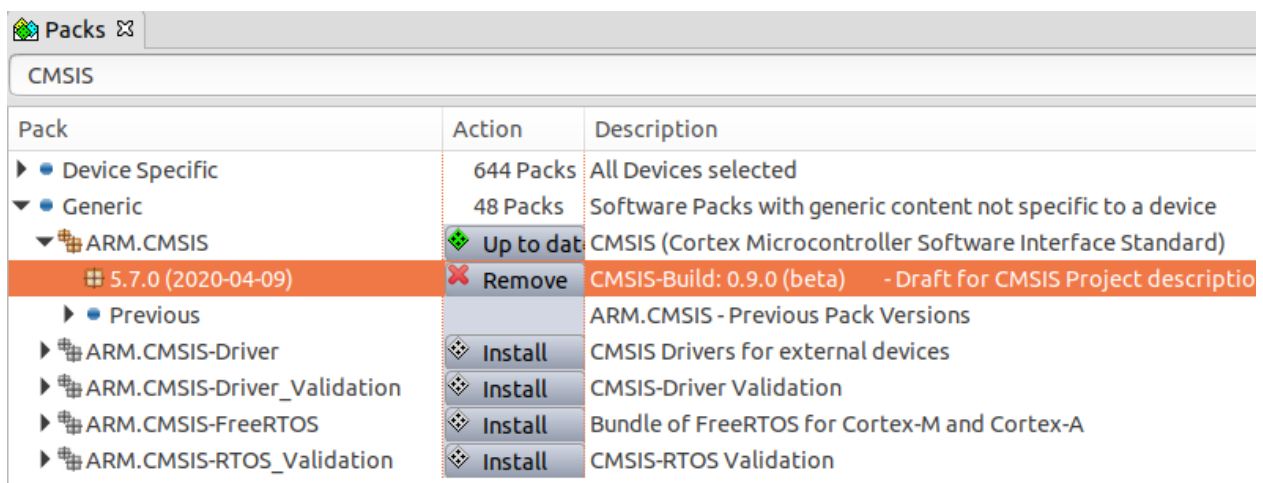 Packs
CMSIS
Pack Action Description
Device Specific 644 Packs All Devices selected
Generic 48 Packs Software Packs with generic content not specific to a device
ARM.CMSIS Up to dat CMSIS (Cortex Microcontroller Software Interface Standard)
5.7.0 (2020-04-09) Remove CMSIS-Build: 0.9.0 (beta) - Draft for CMSIS Project descriptio
Previous ARM.CMSIS - Previous Pack Versions
ARM.CMSIS-Driver Install CMSIS Drivers for external devices
ARM.CMSIS-Driver_Validation Install CMSIS-Driver Validation
ARM.CMSIS-FreeRTOS Install Bundle of FreeRTOS for Cortex-M and Cortex-A
ARM.CMSIS-RTOS_Validation Install CMSIS-RTOS Validation